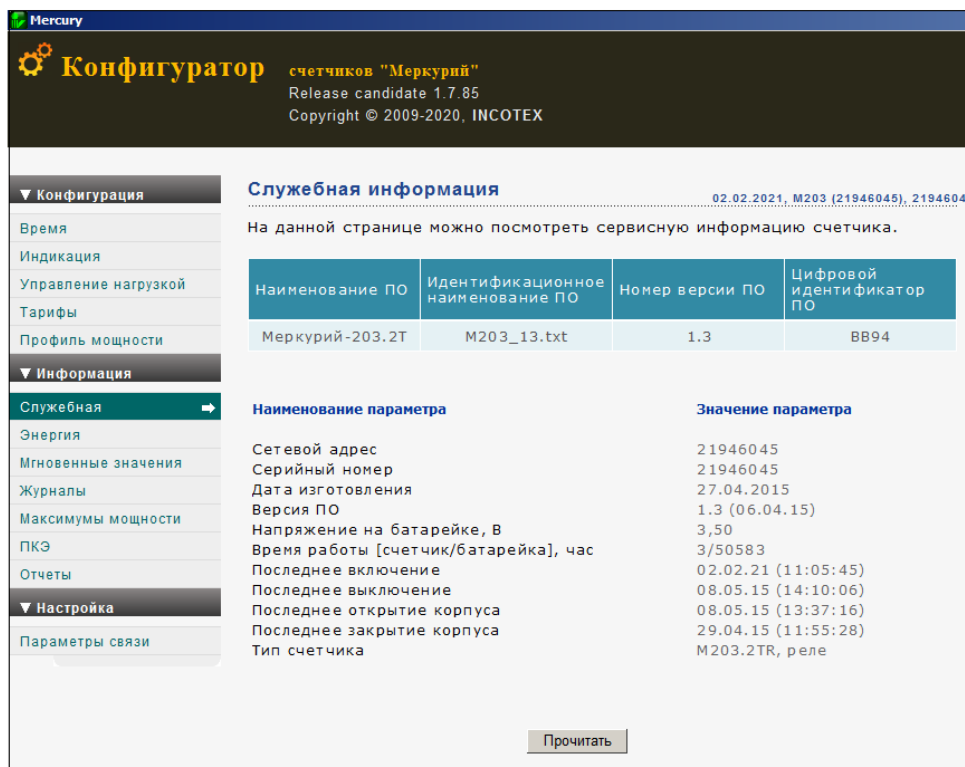 Mercury
Конфигуратор счетчиков "Меркурий"
Release candidate 1.7.85
Copyright © 2009-2020, INCOTEX
▼ Конфигурация
Время
Индикация
Управление нагрузкой
Тарифы
Профиль мощности
▼ Информация
Служебная
Энергия
Мгновенные значения
Журналы
Максимумы мощности
ПКЭ
Отчеты
▼ Настройка
Параметры связи
Служебная информация
02.02.2021, M203 (21946045), 2194604
На данной странице можно посмотреть сервисную информацию счетчика.
Наименование ПО
Идентификационное
наименование ПО
Номер версии ПО
Цифровой
идентификатор
ПО
Меркурий-203.2Т M203_13.txt 1.3 BB94
Наименование параметра Значение параметра
Сетевой адрес 21946045
Серийный номер 21946045
Дата изготовления 27.04.2015
Версия ПО 1.3 (06.04.15)
Напряжение на батарейке, В 3,50
Время работы [счетчик/батарейка], час 3/50583
Последнее включение 02.02.21 (11:05:45)
Последнее выключение 08.05.15 (14:10:06)
Последнее открытие корпуса 08.05.15 (13:37:16)
Последнее закрытие корпуса 29.04.15 (11:55:28)
Тип счетчика M203.2TR, реле
Прочитать